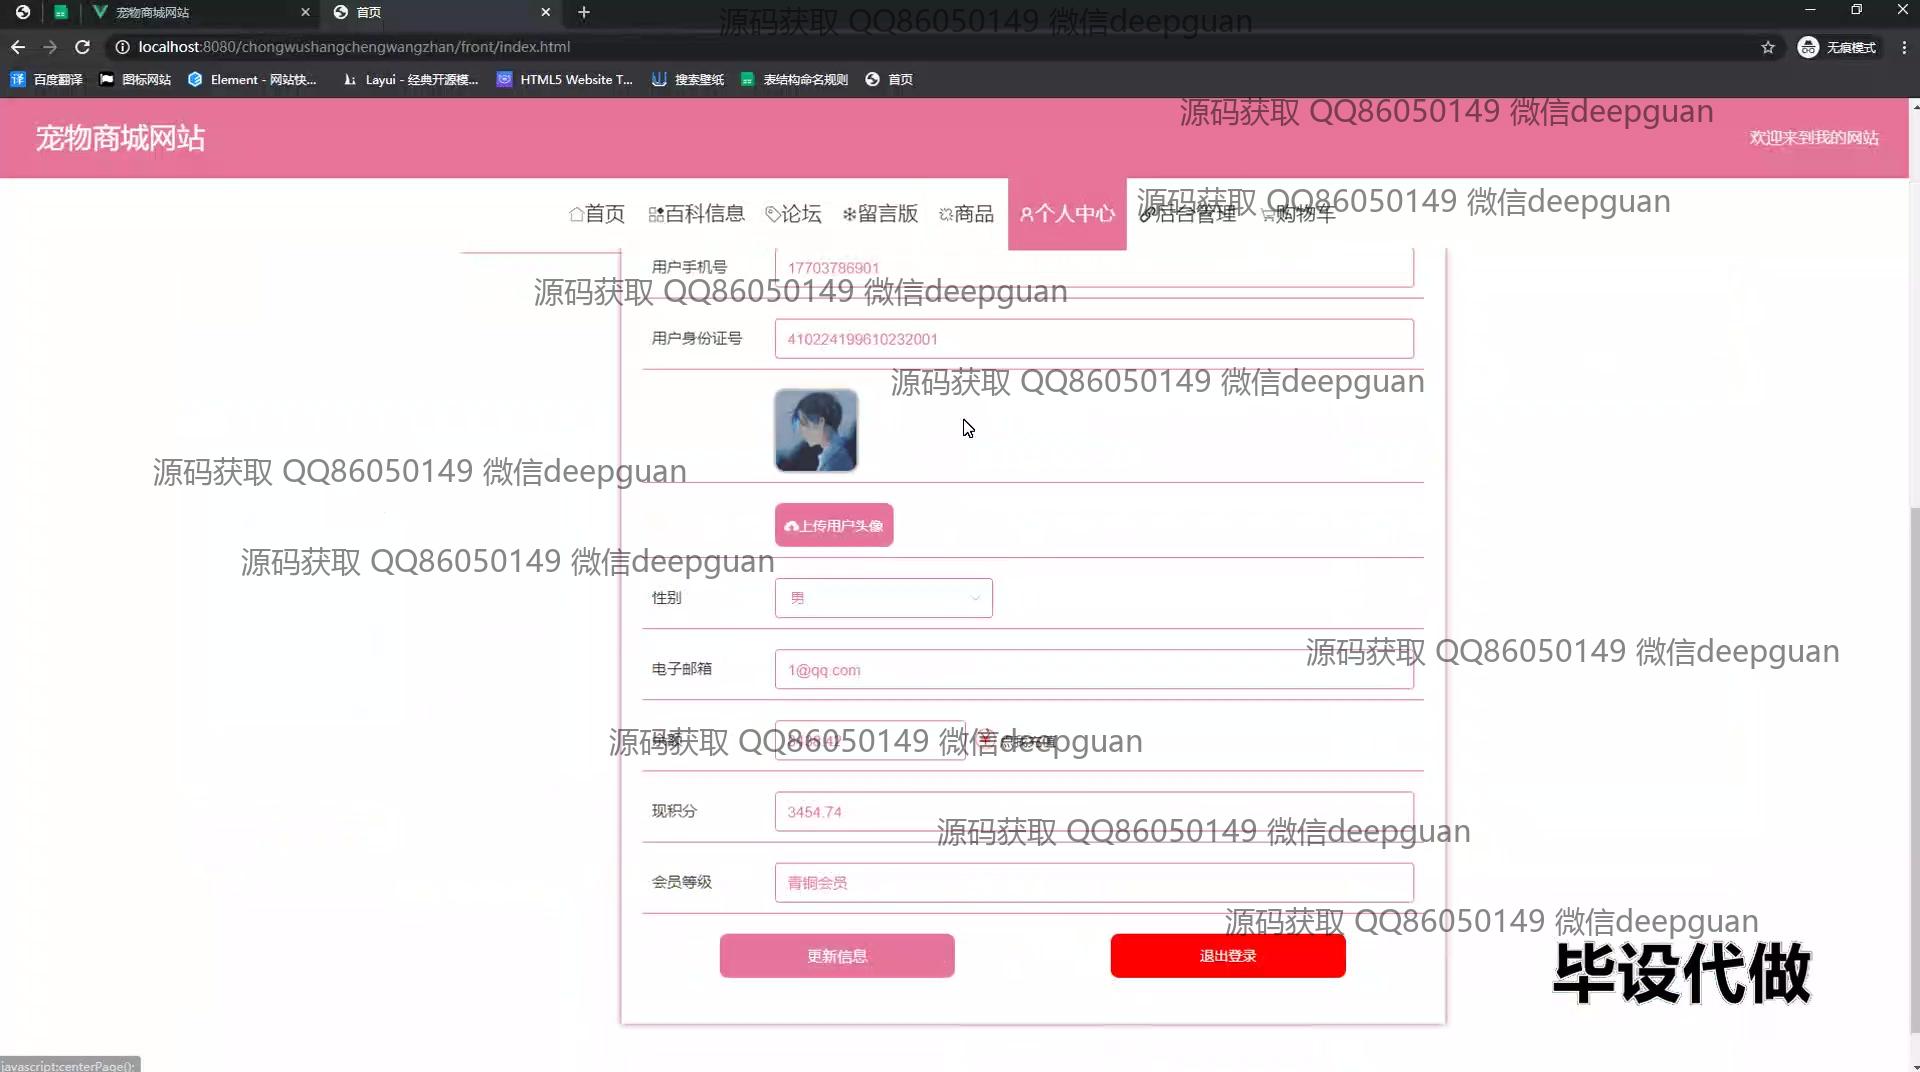 宠物商城网站
首页
localhost:8080/chongwushangchengwangzhan/front/index.html
无痕模式
百度翻译
图标网站
Element - 网站快...
Layui - 经典开源模...
HTML5 Website T...
搜索壁纸
表结构命名规则
首页
源码获取 QQ86050149 微信deepguan
源码获取 QQ86050149 微信deepguan
宠物商城网站
欢迎来到我的网站
首页
百科信息
论坛
留言版
商品
个人中心
后台管理
购物车
源码获取 QQ86050149 微信deepguan
用户手机号
17703786901
源码获取 QQ86050149 微信deepguan
用户身份证号
410224199610232001
源码获取 QQ86050149 微信deepguan
源码获取 QQ86050149 微信deepguan
上传用户头像
源码获取 QQ86050149 微信deepguan
性别
男
源码获取 QQ86050149 微信deepguan
电子邮箱
1@qq.com
源码获取 QQ86050149 微信deepguan
现积分
3454.74
源码获取 QQ86050149 微信deepguan
会员等级
青铜会员
源码获取 QQ86050149 微信deepguan
更新信息
退出登录
毕设代做
javascript:centerPage();